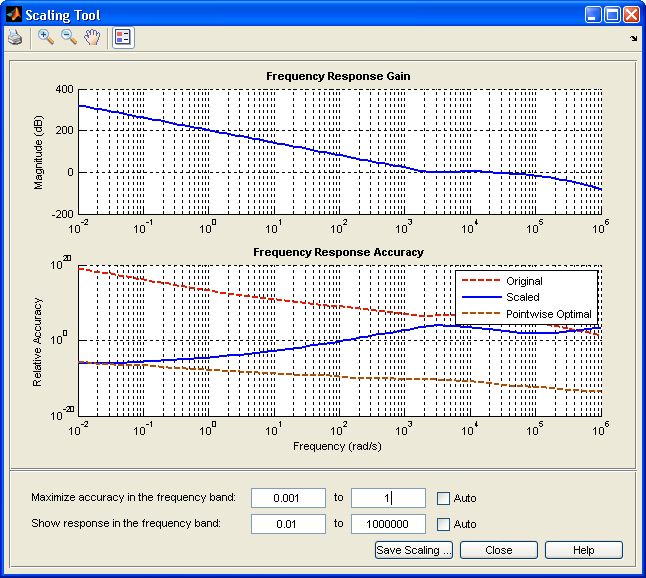 Scaling Tool
Frequency Response Gain
Magnitude (dB)
400
200
0
-200
10^-2 10^-1 10^0 10^1 10^2 10^3 10^4 10^5 10^6
Frequency Response Accuracy
Relative Accuracy
10^20
10^0
10^-20
Original
Scaled
Pointwise Optimal
10^-2 10^-1 10^0 10^1 10^2 10^3 10^4 10^5 10^6
Frequency (rad/s)
Maximize accuracy in the frequency band: 0.001 to 1 Auto
Show response in the frequency band: 0.01 to 1000000 Auto
Save Scaling ... Close Help